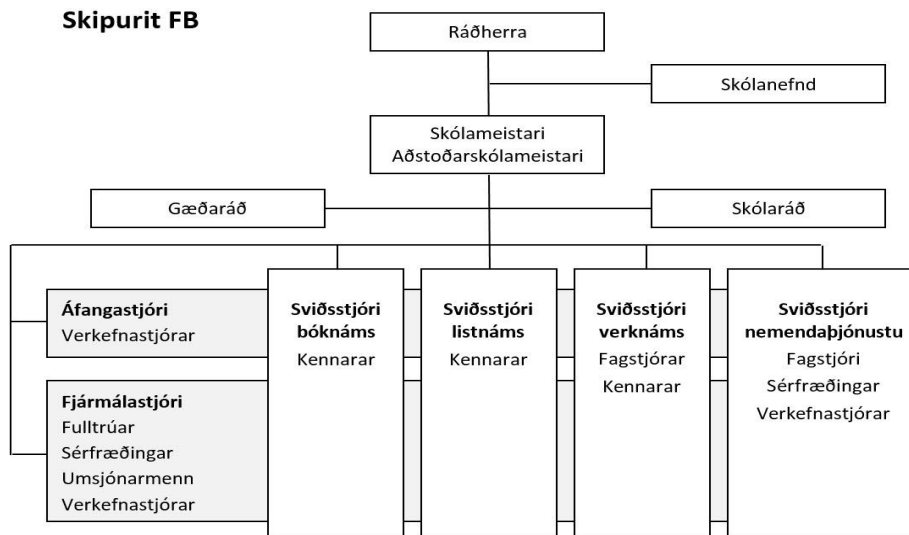 Skipurit FB
Ráðherra
Skólanefnd
Skólameistari
Aðstoðarskólameistari
Gæðaráð
Skólaráð
Áfangastjóri
Verkefnastjórar
Fjármálastjóri
Fulltrúar
Sérfræðingar
Umsjónarmenn
Verkefnastjórar
Sviðsstjóri
bóknáms
Kennarar
Sviðsstjóri
listnáms
Kennarar
Sviðsstjóri
verknáms
Fagstjórar
Kennarar
Sviðsstjóri
nemendaþjónustu
Fagstjóri
Sérfræðingar
Verkefnastjórar